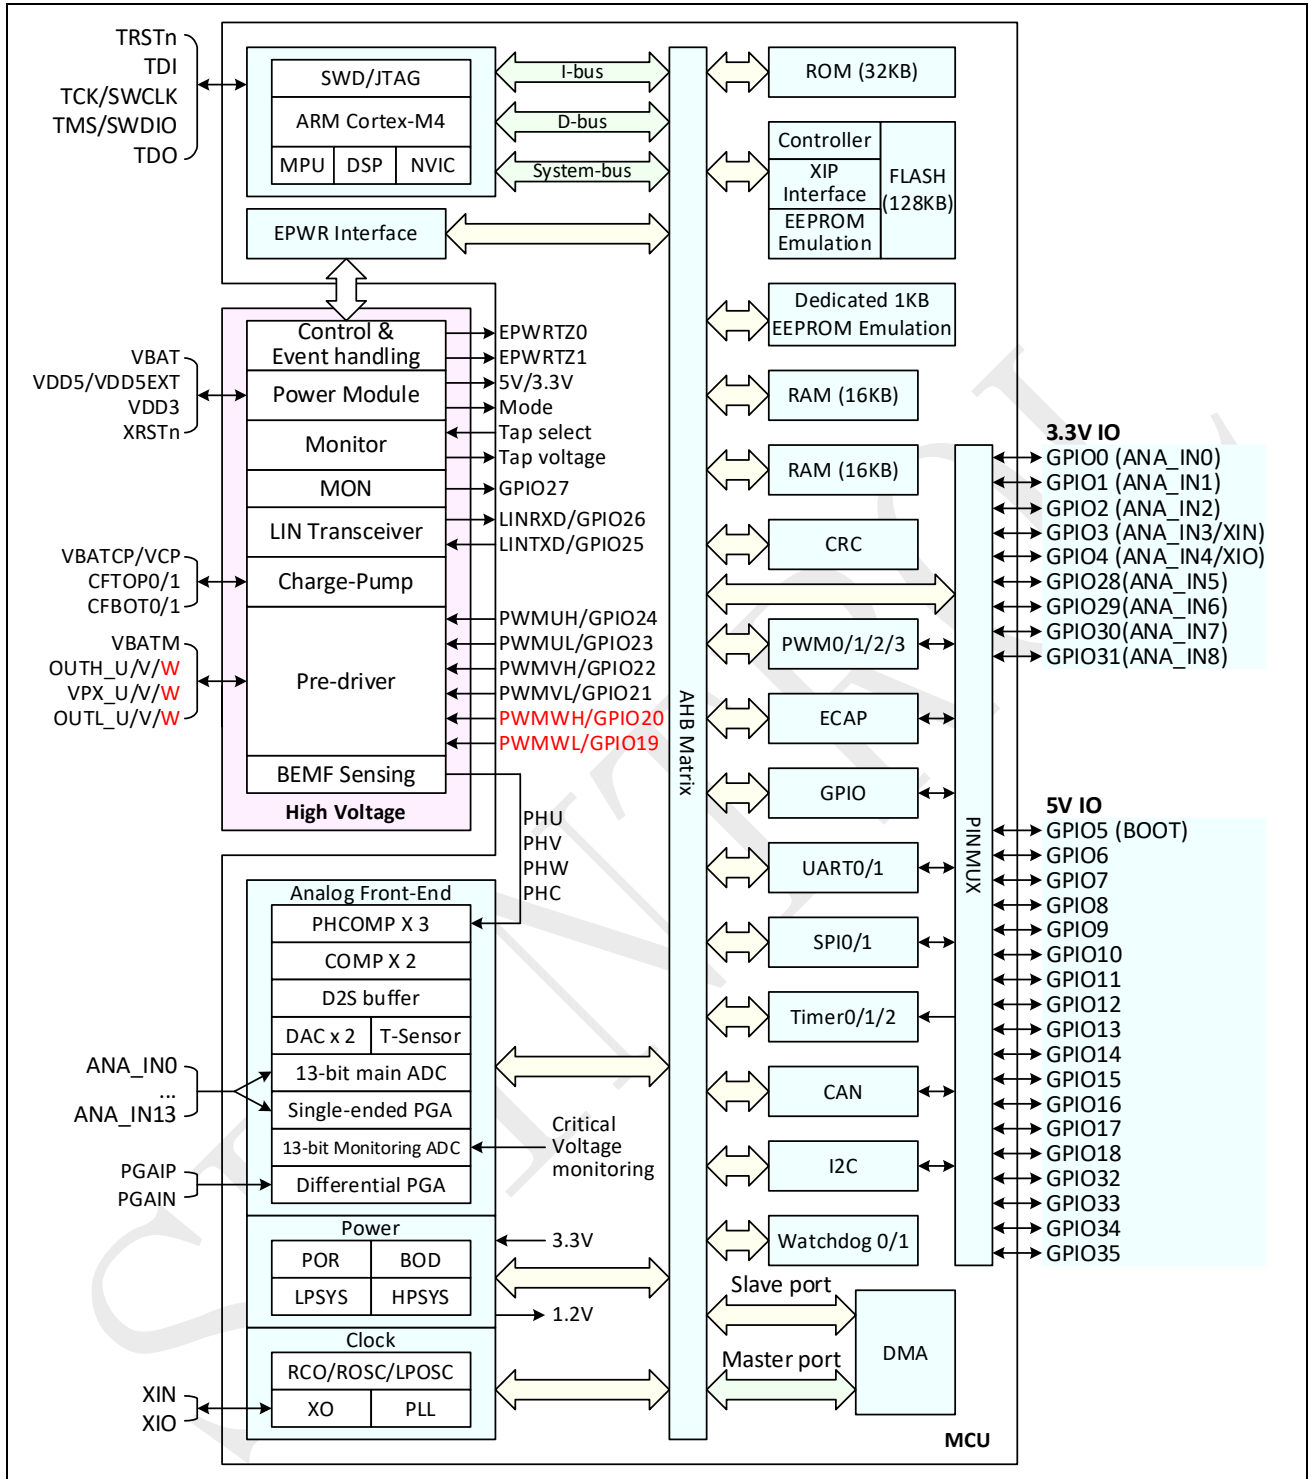 TRSTn
TDI
TCK/SWCLK
TMS/SWDIO
TDO
SWD/JTAG
ARM Cortex-M4
MPU
DSP
NVIC
I-bus
D-bus
System-bus
EPWR Interface
ROM (32KB)
Controller
XIP
Interface
EEPROM
Emulation
FLASH
(128KB)
Dedicated 1KB
EEPROM Emulation
RAM (16KB)
RAM (16KB)
CRC
PWM0/1/2/3
ECAP
GPIO
UART0/1
SPI0/1
Timer0/1/2
CAN
I2C
Watchdog 0/1
Slave port
Master port
DMA
MCU
AHB Matrix
PINMUX
VBAT
VDD5/VDD5EXT
VDD3
XRSTn
VBATCP/VCP
CFTOP0/1
CFBOT0/1
VBATM
OUTH_U/V/W
VPX_U/V/W
OUTL_U/V/W
Control &
Event handling
Power Module
Monitor
MON
LIN Transceiver
Charge-Pump
Pre-driver
BEMF Sensing
High Voltage
EPWRTZ0
EPWRTZ1
5V/3.3V
Mode
Tap select
Tap voltage
GPIO27
LINRXD/GPIO26
LINTXD/GPIO25
PWMUH/GPIO24
PWMUL/GPIO23
PWMVH/GPIO22
PWMVL/GPIO21
PWMWH/GPIO20
PWMWL/GPIO19
PHU
PHV
PHW
PHC
Analog Front-End
PHCOMP X 3
COMP X 2
D2S buffer
DAC x 2
T-Sensor
13-bit main ADC
Single-ended PGA
13-bit Monitoring ADC
Differential PGA
ANA_IN0
...
ANA_IN13
PGAIP
PGAIN
Critical
Voltage
monitoring
Power
POR
BOD
LPSYS
HPSYS
3.3V
1.2V
Clock
RCO/ROSC/LPOSC
XO
PLL
XIN
XIO
3.3V IO
GPIO0 (ANA_IN0)
GPIO1 (ANA_IN1)
GPIO2 (ANA_IN2)
GPIO3 (ANA_IN3/XIN)
GPIO4 (ANA_IN4/XIO)
GPIO28(ANA_IN5)
GPIO29(ANA_IN6)
GPIO30(ANA_IN7)
GPIO31(ANA_IN8)
5V IO
GPIO5 (BOOT)
GPIO6
GPIO7
GPIO8
GPIO9
GPIO10
GPIO11
GPIO12
GPIO13
GPIO14
GPIO15
GPIO16
GPIO17
GPIO18
GPIO32
GPIO33
GPIO34
GPIO35